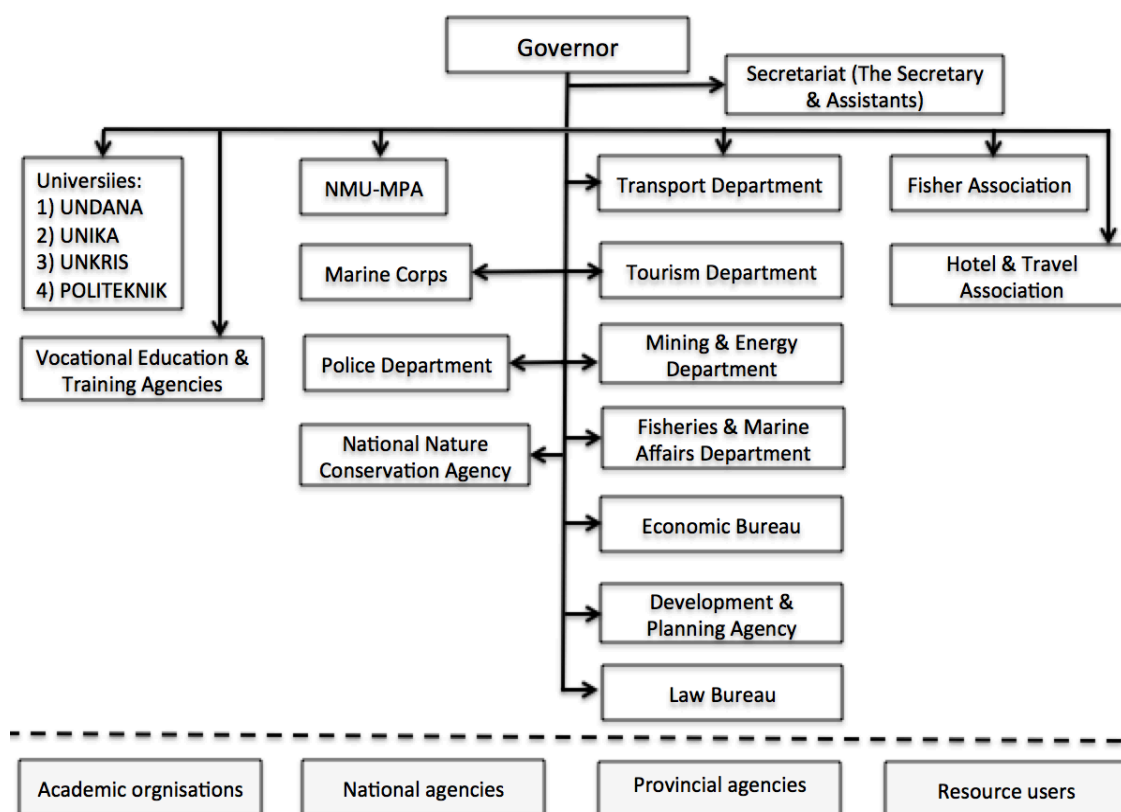 Governor
Secretariat (The Secretary
& Assistants)
Universiies:
1) UNDANA
2) UNIKA
3) UNKRIS
4) POLITEKNIK
NMU-MPA
Transport Department
Fisher Association
Marine Corps
Tourism Department
Hotel & Travel
Association
Vocational Education &
Training Agencies
Police Department
Mining & Energy
Department
National Nature
Conservation Agency
Fisheries & Marine
Affairs Department
Economic Bureau
Development &
Planning Agency
Law Bureau
Academic orgnisations
National agencies
Provincial agencies
Resource users